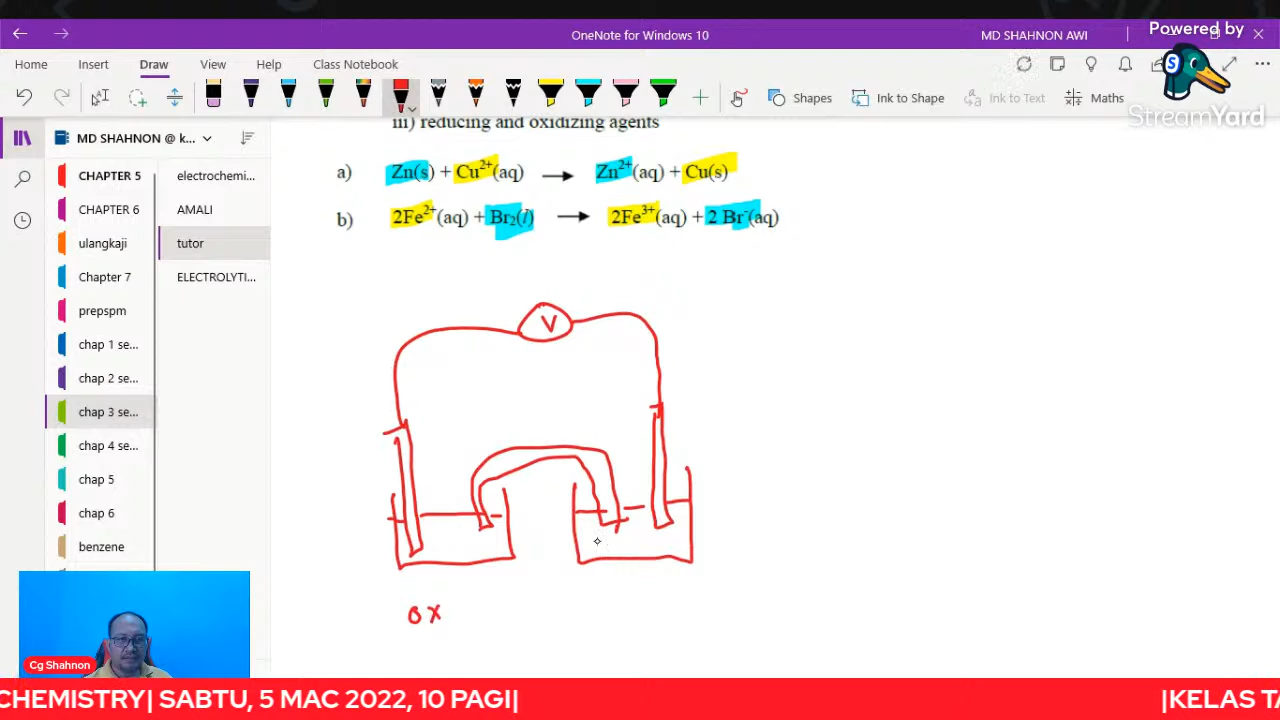 OneNote for Windows 10
MD SHAHNON AWI
Powered by
StreamYard
Home Insert Draw View Help Class Notebook
Shapes Ink to Shape Ink to Text Maths
MD SHAHNON @ k...
CHAPTER 5
CHAPTER 6
ulangkaji
Chapter 7
prepspm
chap 1 se...
chap 2 se...
chap 3 se...
chap 4 se...
chap 5
chap 6
benzene
electrochemi...
AMALI
tutor
ELECTROLYTI...
iii) reducing and oxidizing agents
a) Zn(s) + Cu²⁺(aq) → Zn²⁺(aq) + Cu(s)
b) 2Fe²⁺(aq) + Br₂(l) → 2Fe³⁺(aq) + 2 Br⁻(aq)
V
ox
Cg Shahnon
CHEMISTRY| SABTU, 5 MAC 2022, 10 PAGI| |KELAS TA